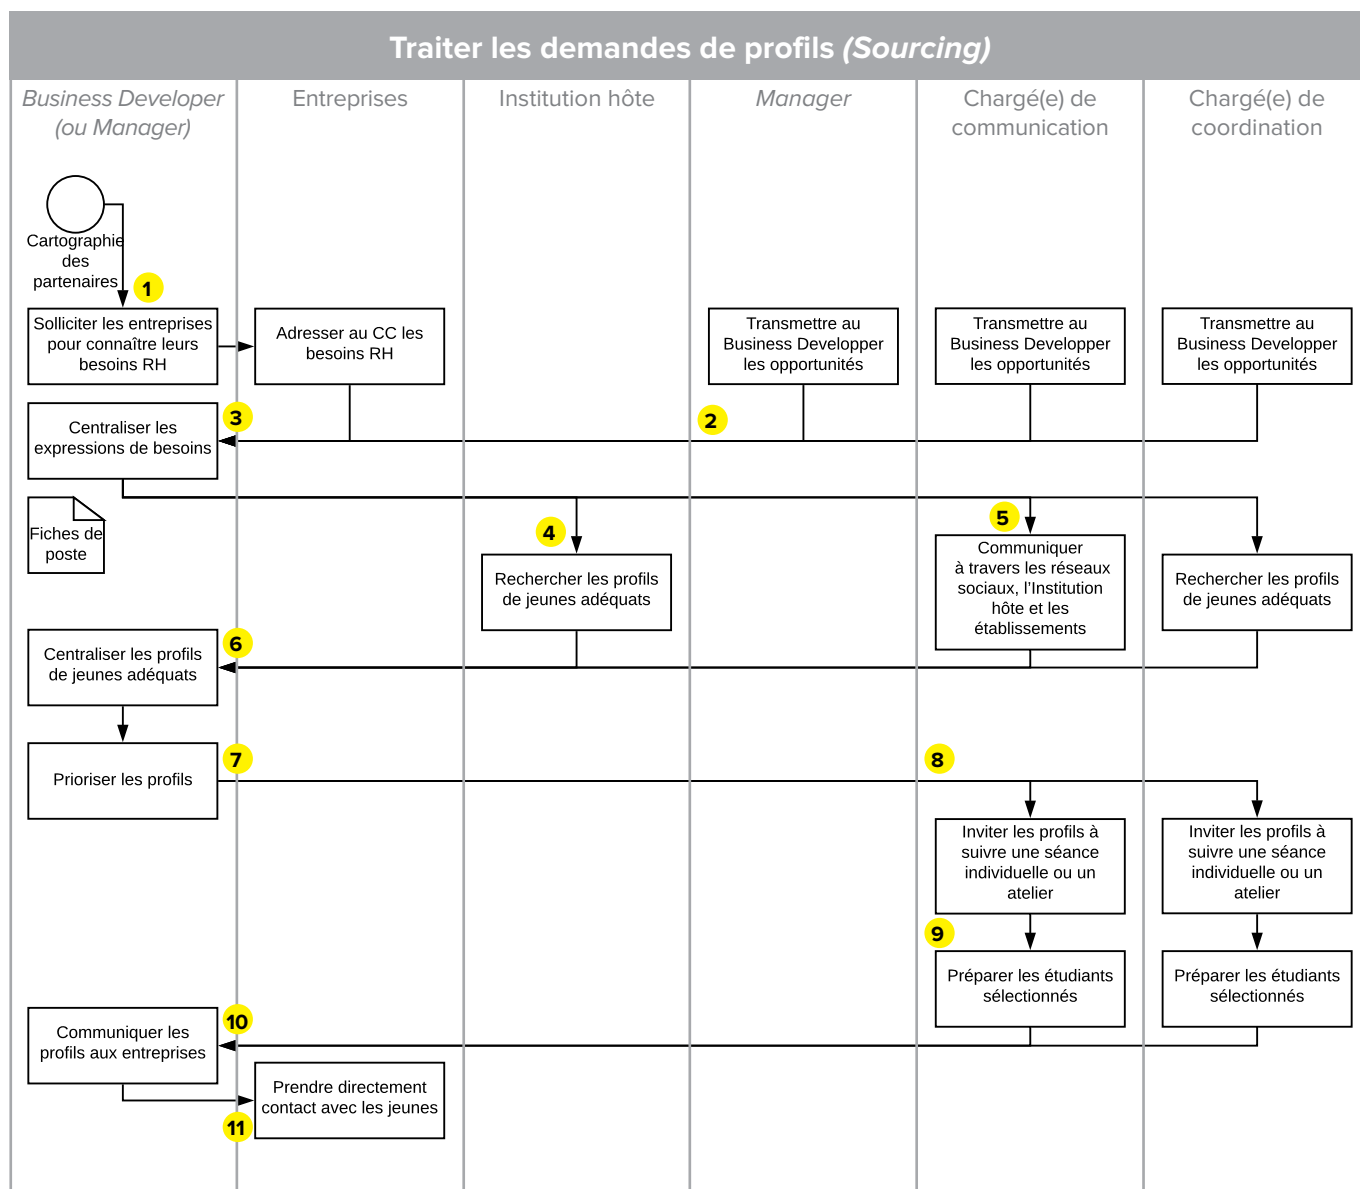 Traiter les demandes de profils (Sourcing)
Business Developer
(ou Manager)
Entreprises
Institution hôte
Manager
Chargé(e) de
communication
Chargé(e) de
coordination
Cartographie
des
partenaires
1
Solliciter les entreprises
pour connaître leurs
besoins RH
Adresser au CC les
besoins RH
Transmettre au
Business Developper
les opportunités
Transmettre au
Business Developper
les opportunités
Transmettre au
Business Developper
les opportunités
2
3
Centraliser les
expressions de besoins
Fiches de
poste
4
Rechercher les profils
de jeunes adéquats
5
Communiquer
à travers les réseaux
sociaux, l’Institution
hôte et les
établissements
Rechercher les profils
de jeunes adéquats
6
Centraliser les profils
de jeunes adéquats
7
Prioriser les profils
8
Inviter les profils à
suivre une séance
individuelle ou un
atelier
Inviter les profils à
suivre une séance
individuelle ou un
atelier
9
Préparer les étudiants
sélectionnés
Préparer les étudiants
sélectionnés
10
Communiquer les
profils aux entreprises
11
Prendre directement
contact avec les jeunes